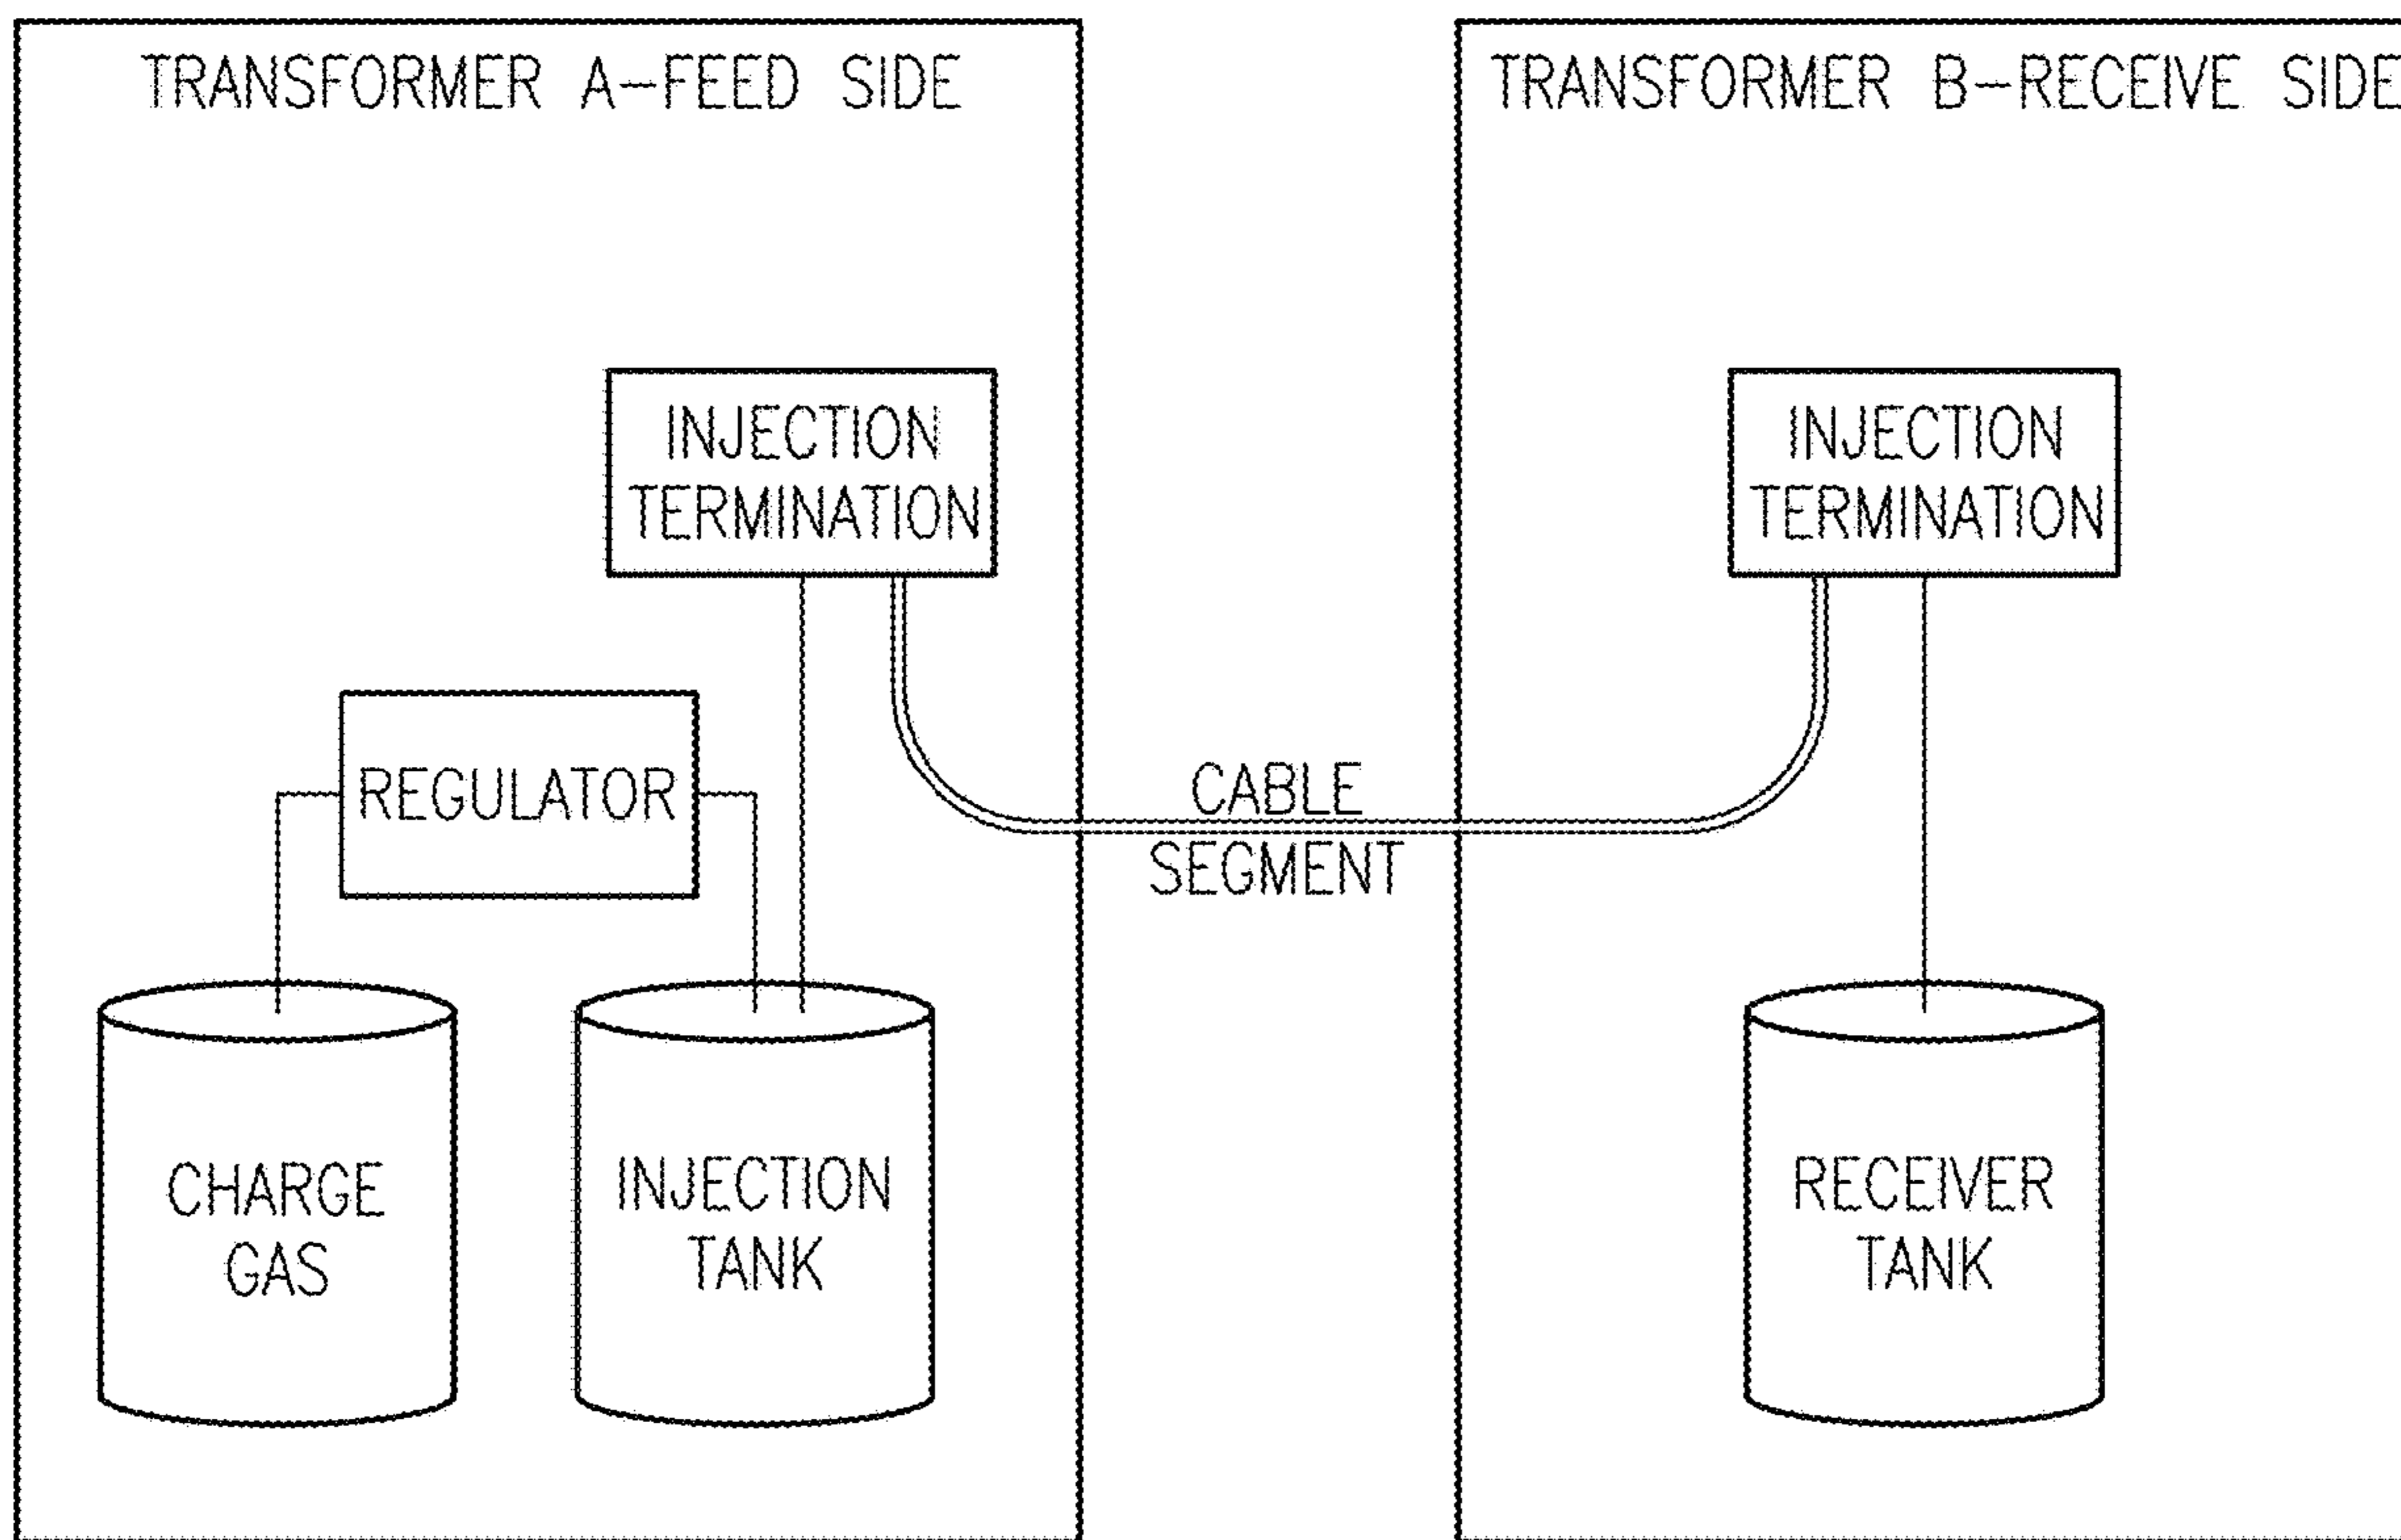 TRANSFORMER A-FEED SIDE
TRANSFORMER B-RECEIVE SIDE
INJECTION
TERMINATION
INJECTION
TERMINATION
REGULATOR
CABLE
SEGMENT
CHARGE
GAS
INJECTION
TANK
RECEIVER
TANK